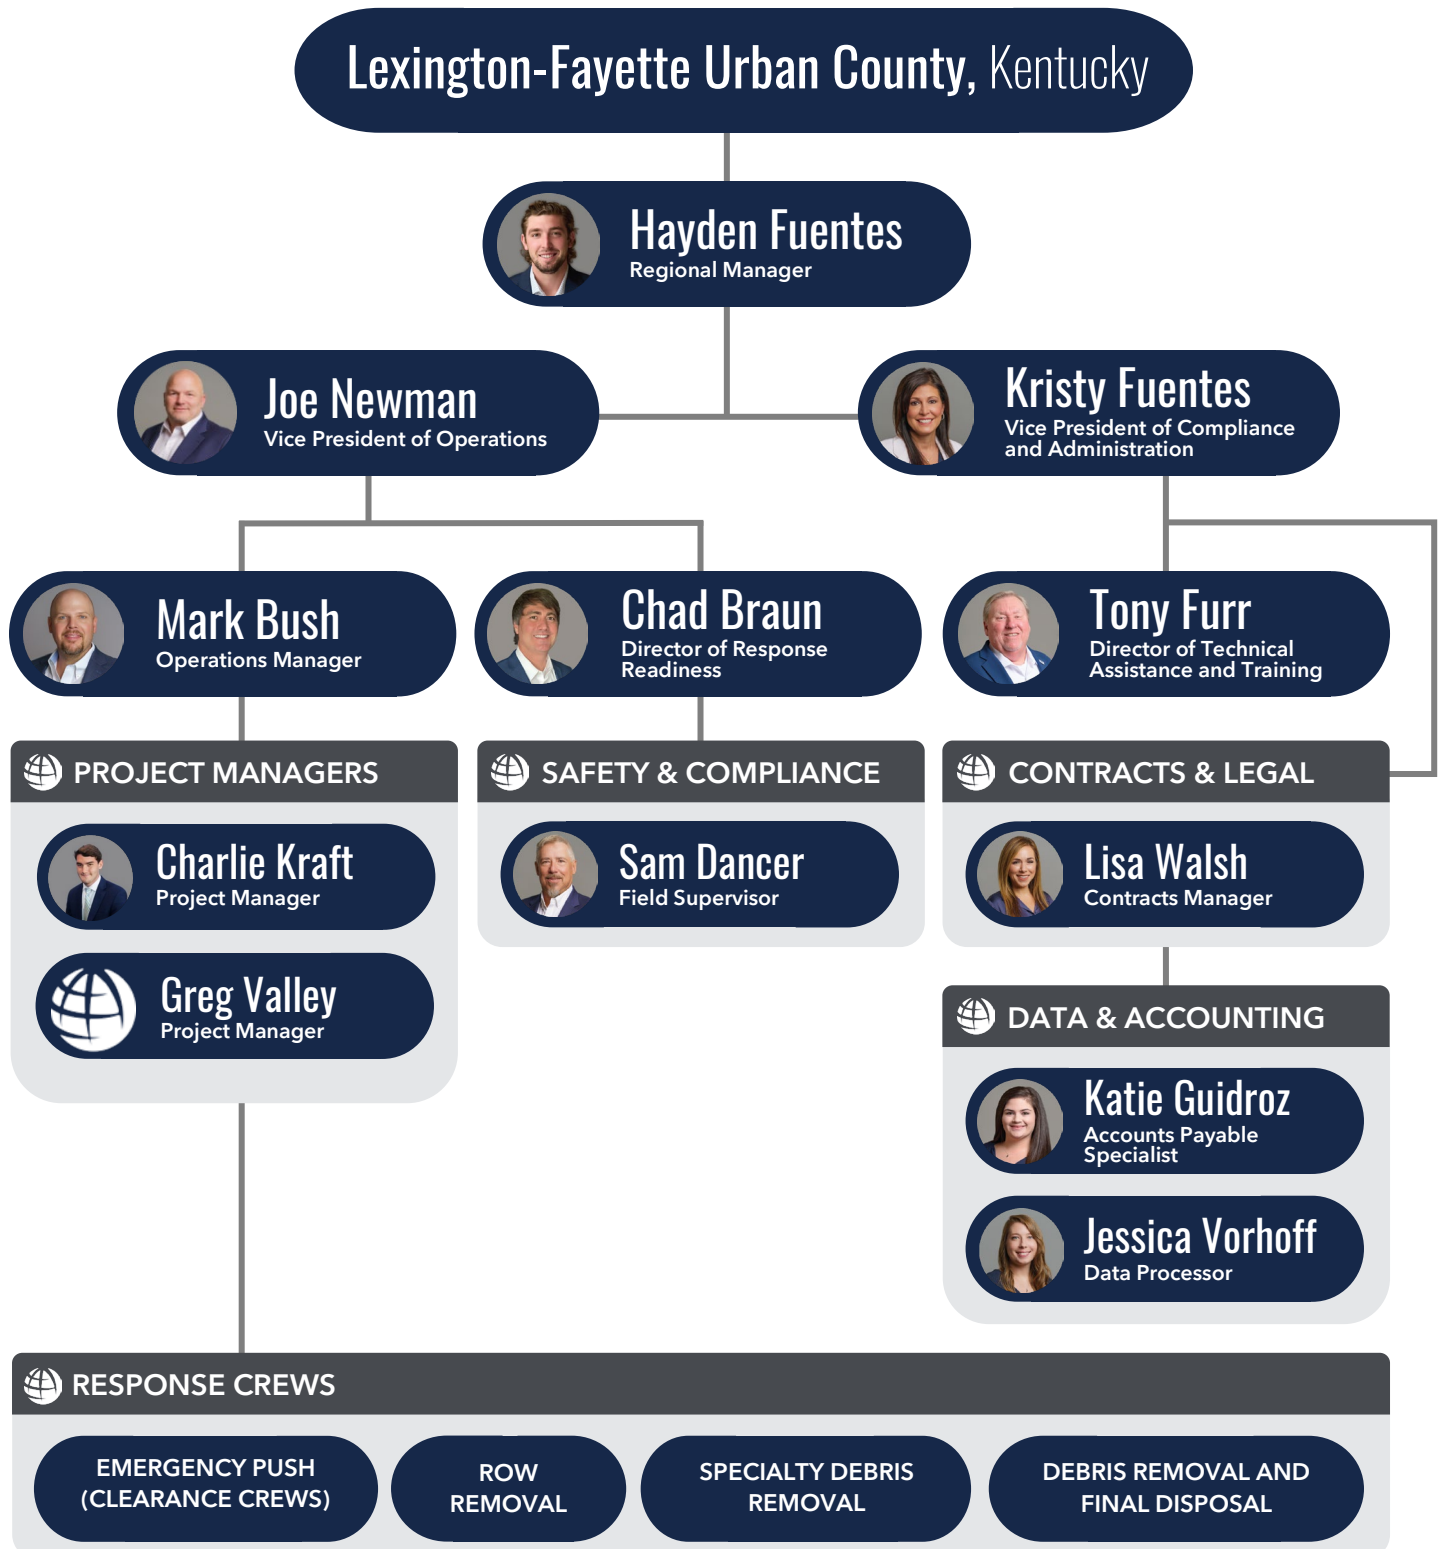 Lexington-Fayette Urban County, Kentucky
Hayden Fuentes
Regional Manager
Joe Newman
Vice President of Operations
Kristy Fuentes
Vice President of Compliance
and Administration
Mark Bush
Operations Manager
Chad Braun
Director of Response
Readiness
Tony Furr
Director of Technical
Assistance and Training
PROJECT MANAGERS
Charlie Kraft
Project Manager
Greg Valley
Project Manager
SAFETY & COMPLIANCE
Sam Dancer
Field Supervisor
CONTRACTS & LEGAL
Lisa Walsh
Contracts Manager
DATA & ACCOUNTING
Katie Guidroz
Accounts Payable
Specialist
Jessica Vorhoff
Data Processor
RESPONSE CREWS
EMERGENCY PUSH
(CLEARANCE CREWS)
ROW
REMOVAL
SPECIALTY DEBRIS
REMOVAL
DEBRIS REMOVAL AND
FINAL DISPOSAL